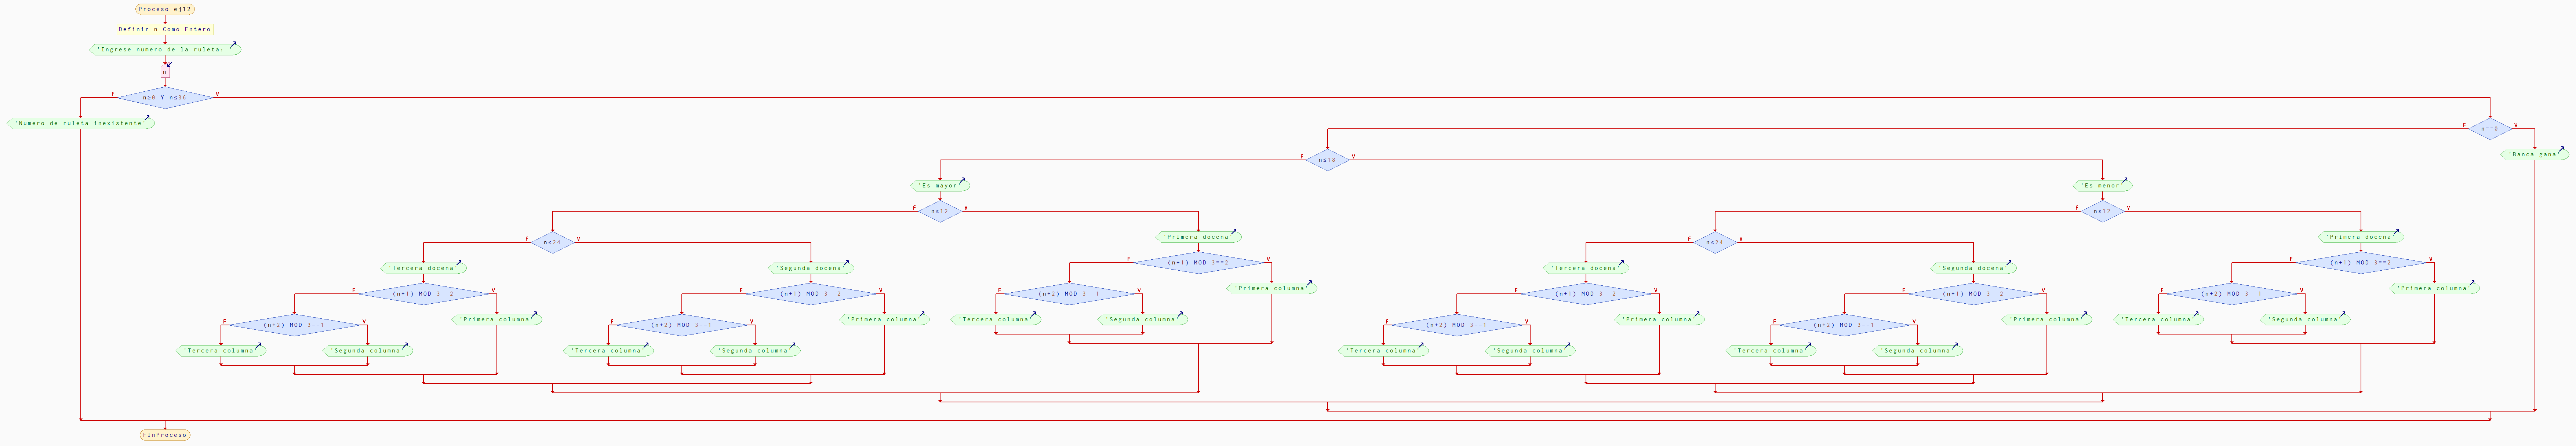 Proceso ej12
Definir n Como Entero
'Ingrese numero de la ruleta: '
n
n≥0 Y n≤36
F
V
'Numero de ruleta inexistente'
n==0
F
V
'Banca gana'
n≤18
F
V
'Es mayor'
'Es menor'
n≤12
F
V
n≤12
F
V
'Primera docena'
'Primera docena'
n≤24
F
V
n≤24
F
V
(n+1) MOD 3==2
F
V
(n+1) MOD 3==2
F
V
'Tercera docena'
'Segunda docena'
'Tercera docena'
'Segunda docena'
'Primera columna'
'Primera columna'
(n+1) MOD 3==2
F
V
(n+1) MOD 3==2
F
V
(n+2) MOD 3==1
F
V
(n+1) MOD 3==2
F
V
(n+1) MOD 3==2
F
V
(n+2) MOD 3==1
F
V
'Primera columna'
'Primera columna'
'Tercera columna'
'Segunda columna'
'Primera columna'
'Primera columna'
'Tercera columna'
'Segunda columna'
(n+2) MOD 3==1
F
V
(n+2) MOD 3==1
F
V
(n+2) MOD 3==1
F
V
(n+2) MOD 3==1
F
V
'Tercera columna'
'Segunda columna'
'Tercera columna'
'Segunda columna'
'Tercera columna'
'Segunda columna'
'Tercera columna'
'Segunda columna'
FinProceso